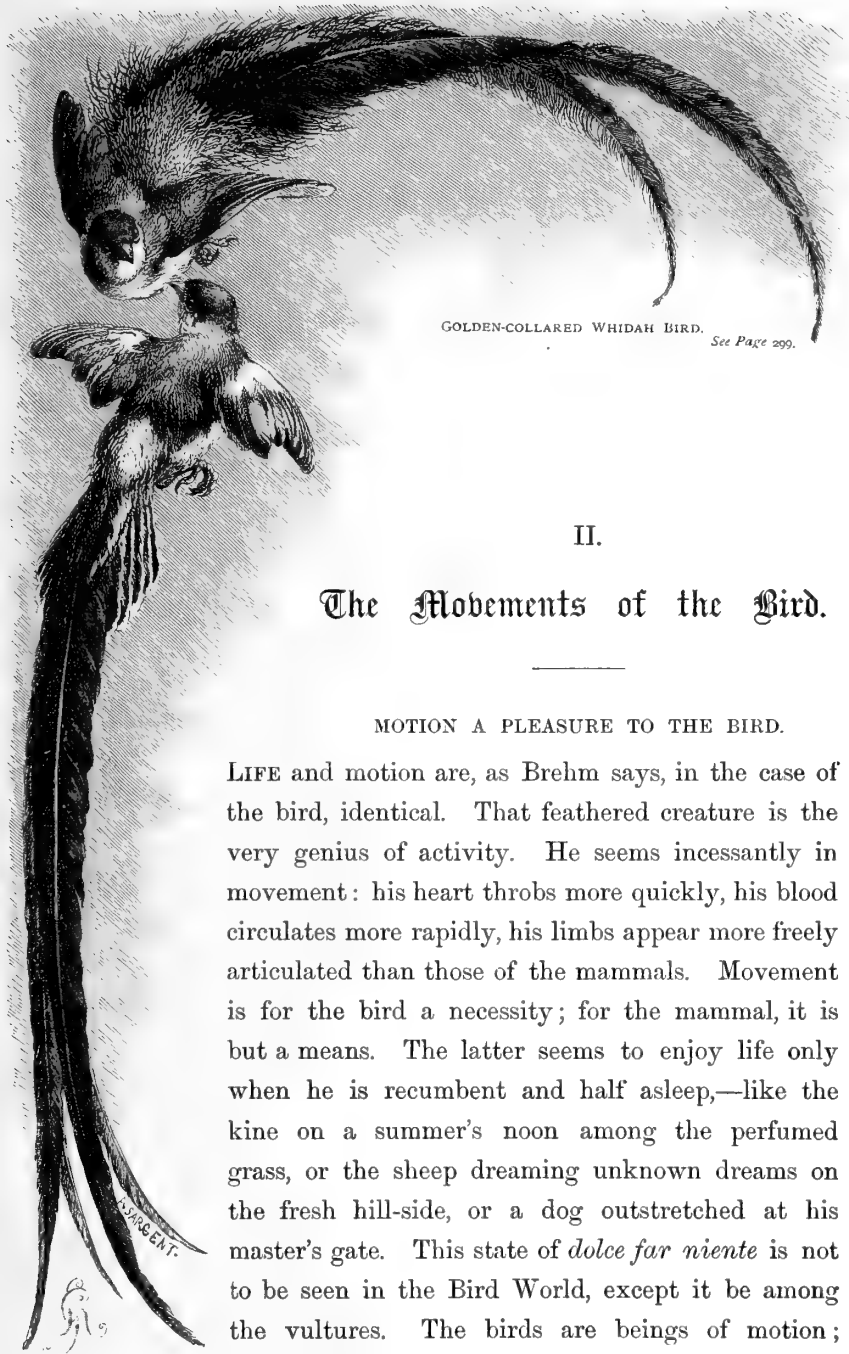 GOLDEN-COLLARED WHIDAH BIRD.
See Page 299.
II.
The Movements of the Bird.
MOTION A PLEASURE TO THE BIRD.
LIFE and motion are, as Brehm says, in the case of
the bird, identical. That feathered creature is the
very genius of activity. He seems incessantly in
movement: his heart throbs more quickly, his blood
circulates more rapidly, his limbs appear more freely
articulated than those of the mammals. Movement
is for the bird a necessity; for the mammal, it is
but a means. The latter seems to enjoy life only
when he is recumbent and half asleep,—like the
kine on a summer's noon among the perfumed
grass, or the sheep dreaming unknown dreams on
the fresh hill-side, or a dog outstretched at his
master's gate. This state of dolce far niente is not
to be seen in the Bird World, except it be among
the vultures. The birds are beings of motion;
SARGENT.